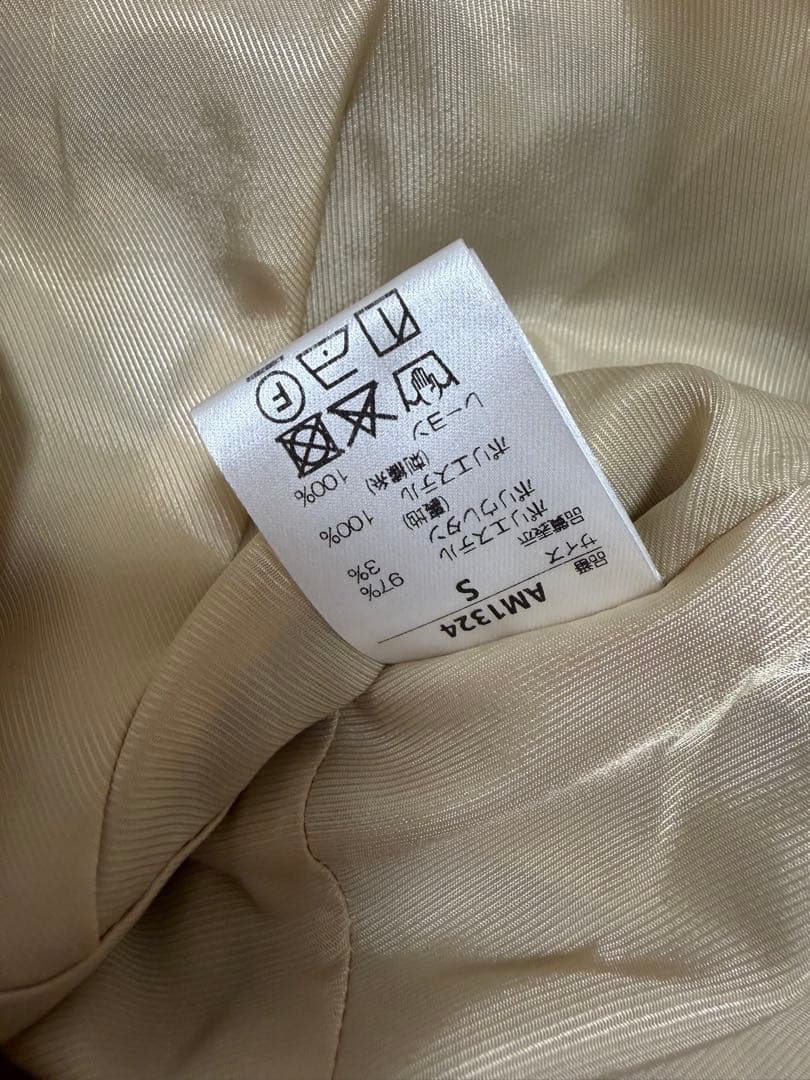 品番 AM1324
サイズ S
品質表示
ポリエステル 97%
ポリウレタン 3%
(裏地)
ポリエステル 100%
(刺繍糸)
レーヨン 100%
F